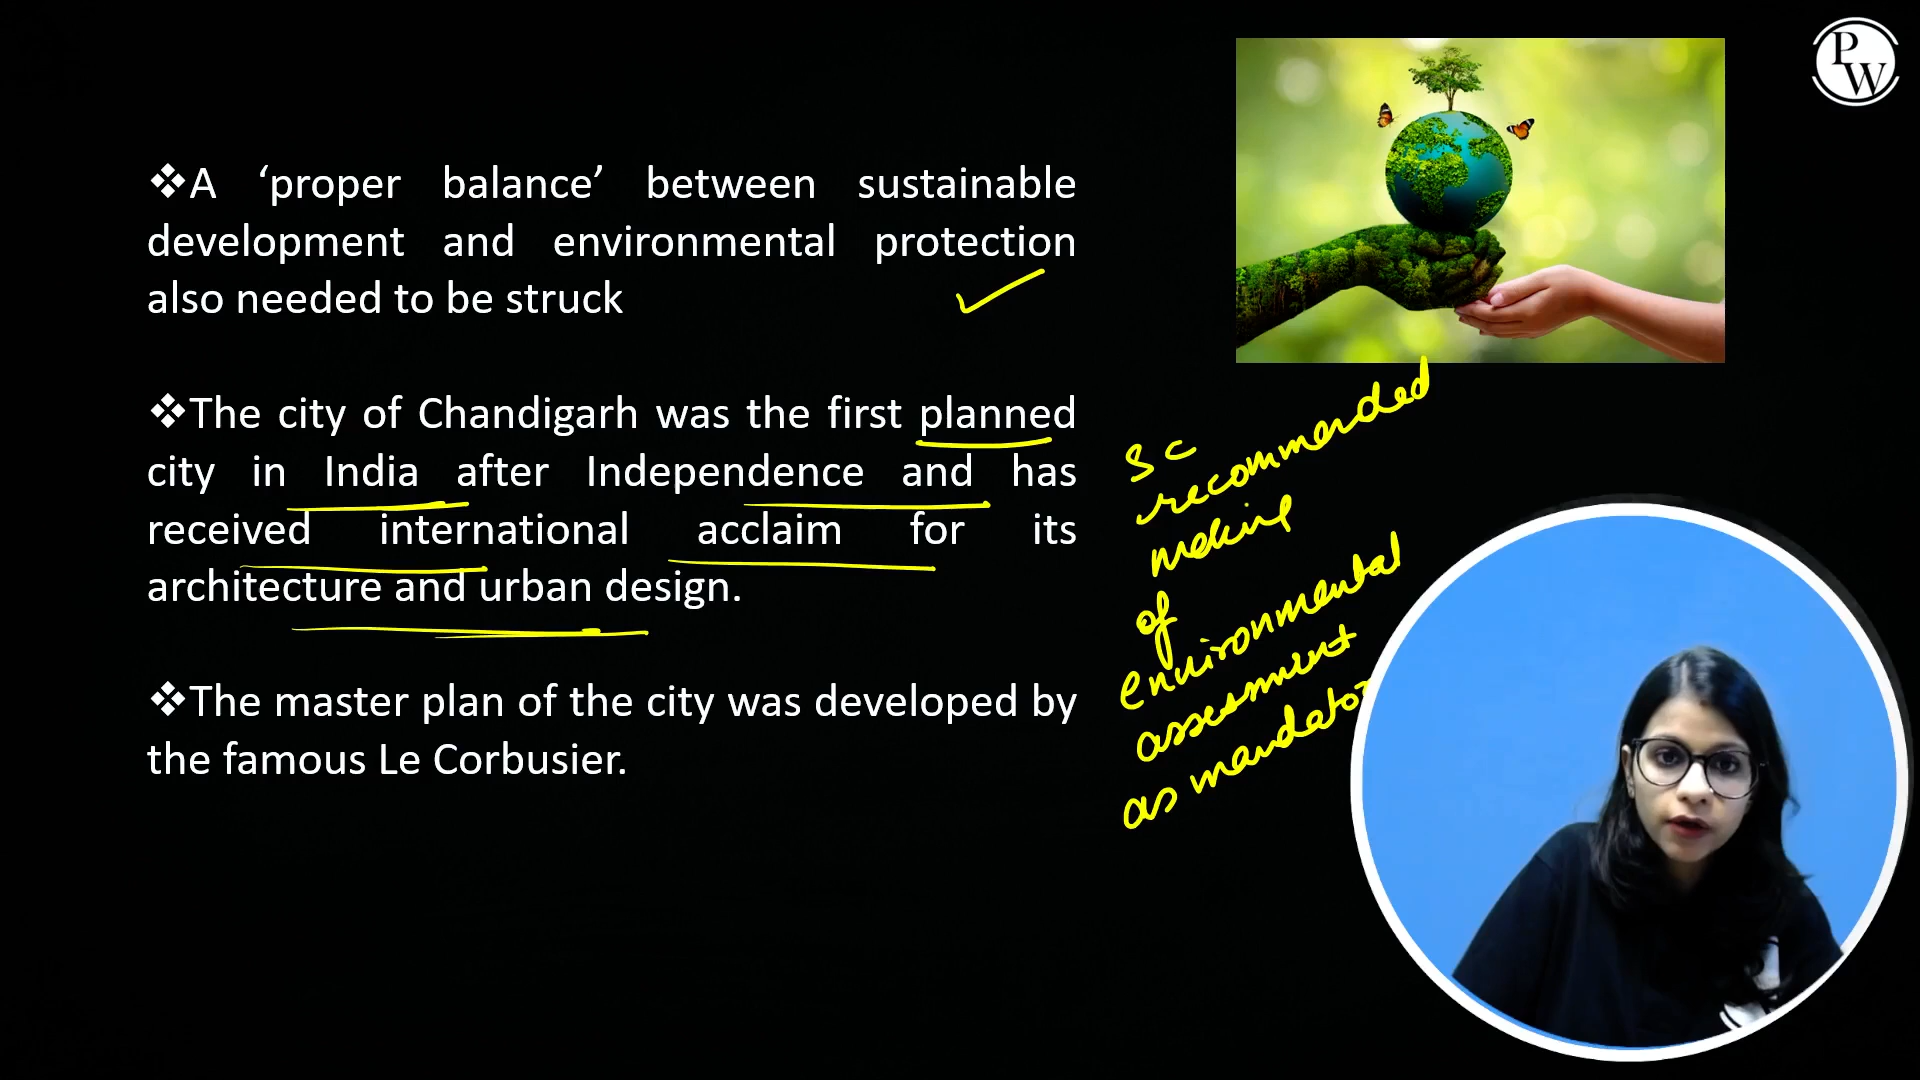 ❖A ‘proper balance’ between sustainable
development and environmental protection
also needed to be struck
❖The city of Chandigarh was the first planned
city in India after Independence and has
received international acclaim for its
architecture and urban design.
❖The master plan of the city was developed by
the famous Le Corbusier.
SC
recommended
making
of
environmental
assesment
as
PW